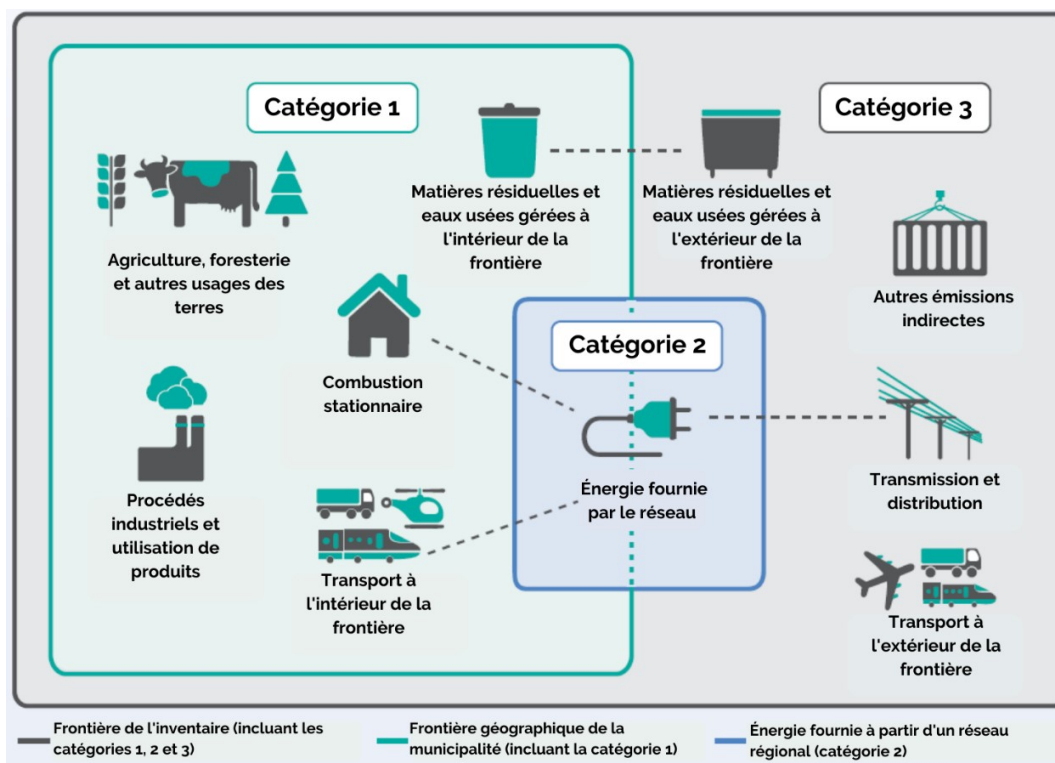 Catégorie 1
Catégorie 3
Matières résiduelles et
eaux usées gérées à
l'intérieur de la
frontière
Matières résiduelles et
eaux usées gérées à
l'extérieur de la
frontière
Agriculture, foresterie
et autres usages des
terres
Autres émissions
indirectes
Catégorie 2
Combustion
stationnaire
Énergie fournie
par le réseau
Transmission et
distribution
Procédés
industriels et
utilisation de
produits
Transport à
l'intérieur de la
frontière
Transport à
l'extérieur de la
frontière
Frontière de l'inventaire (incluant les
catégories 1, 2 et 3)
Frontière géographique de la
municipalité (incluant la catégorie 1)
Énergie fournie à partir d'un réseau
régional (catégorie 2)